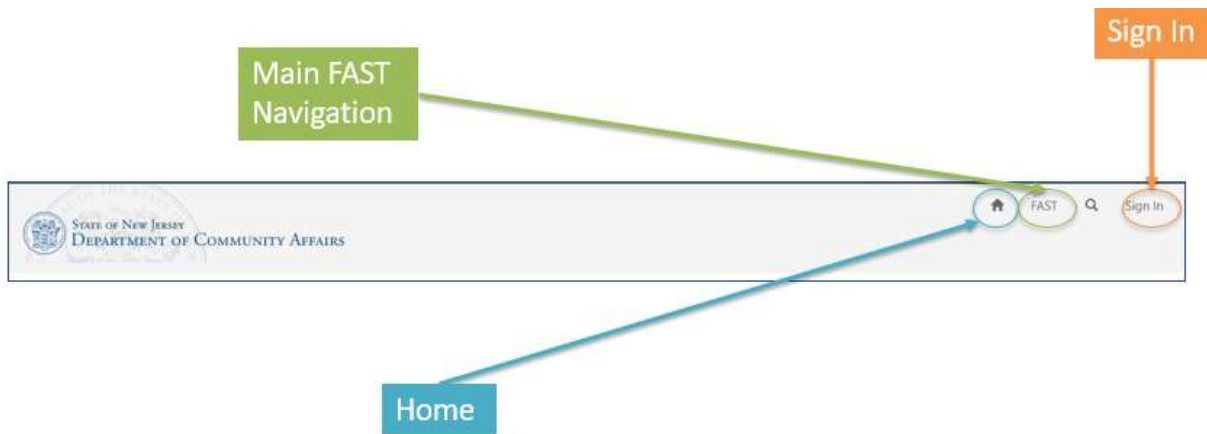 Sign In
Main FAST
Navigation
STATE OF NEW JERSEY
DEPARTMENT OF COMMUNITY AFFAIRS
FAST
Sign In
Home